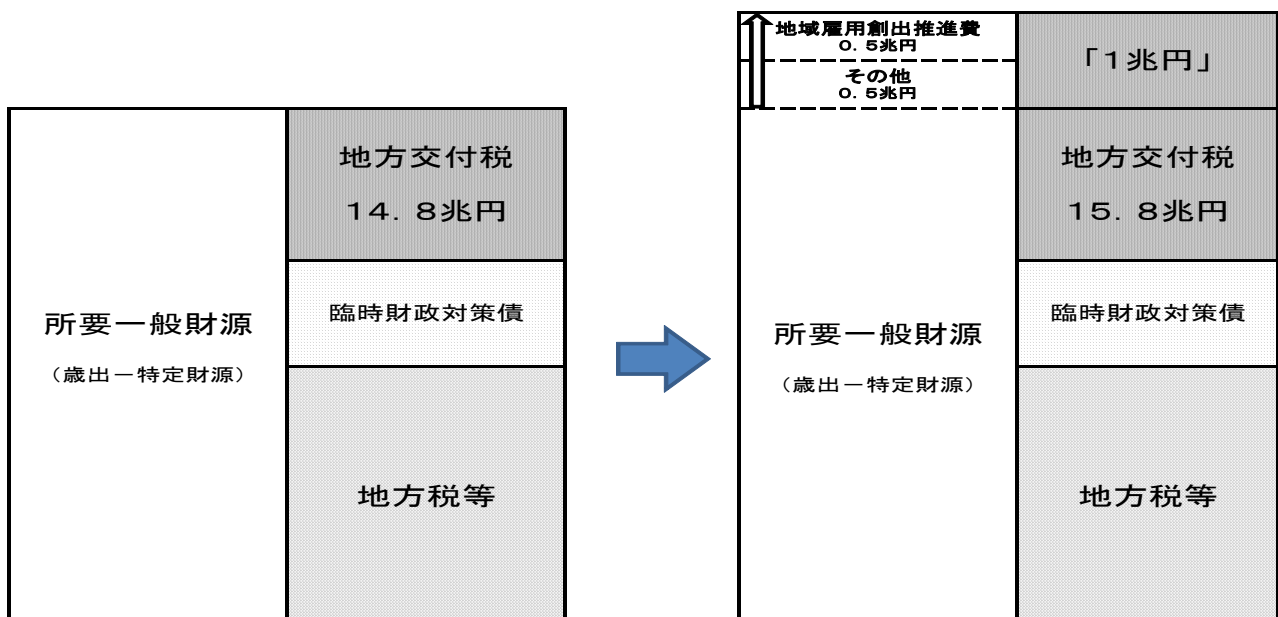 所要一般財源
（歳出－特定財源）
地方交付税
14．8兆円
臨時財政対策債
地方税等
地域雇用創出推進費
0．5兆円
その他
0．5兆円
「1兆円」
所要一般財源
（歳出－特定財源）
地方交付税
15．8兆円
臨時財政対策債
地方税等